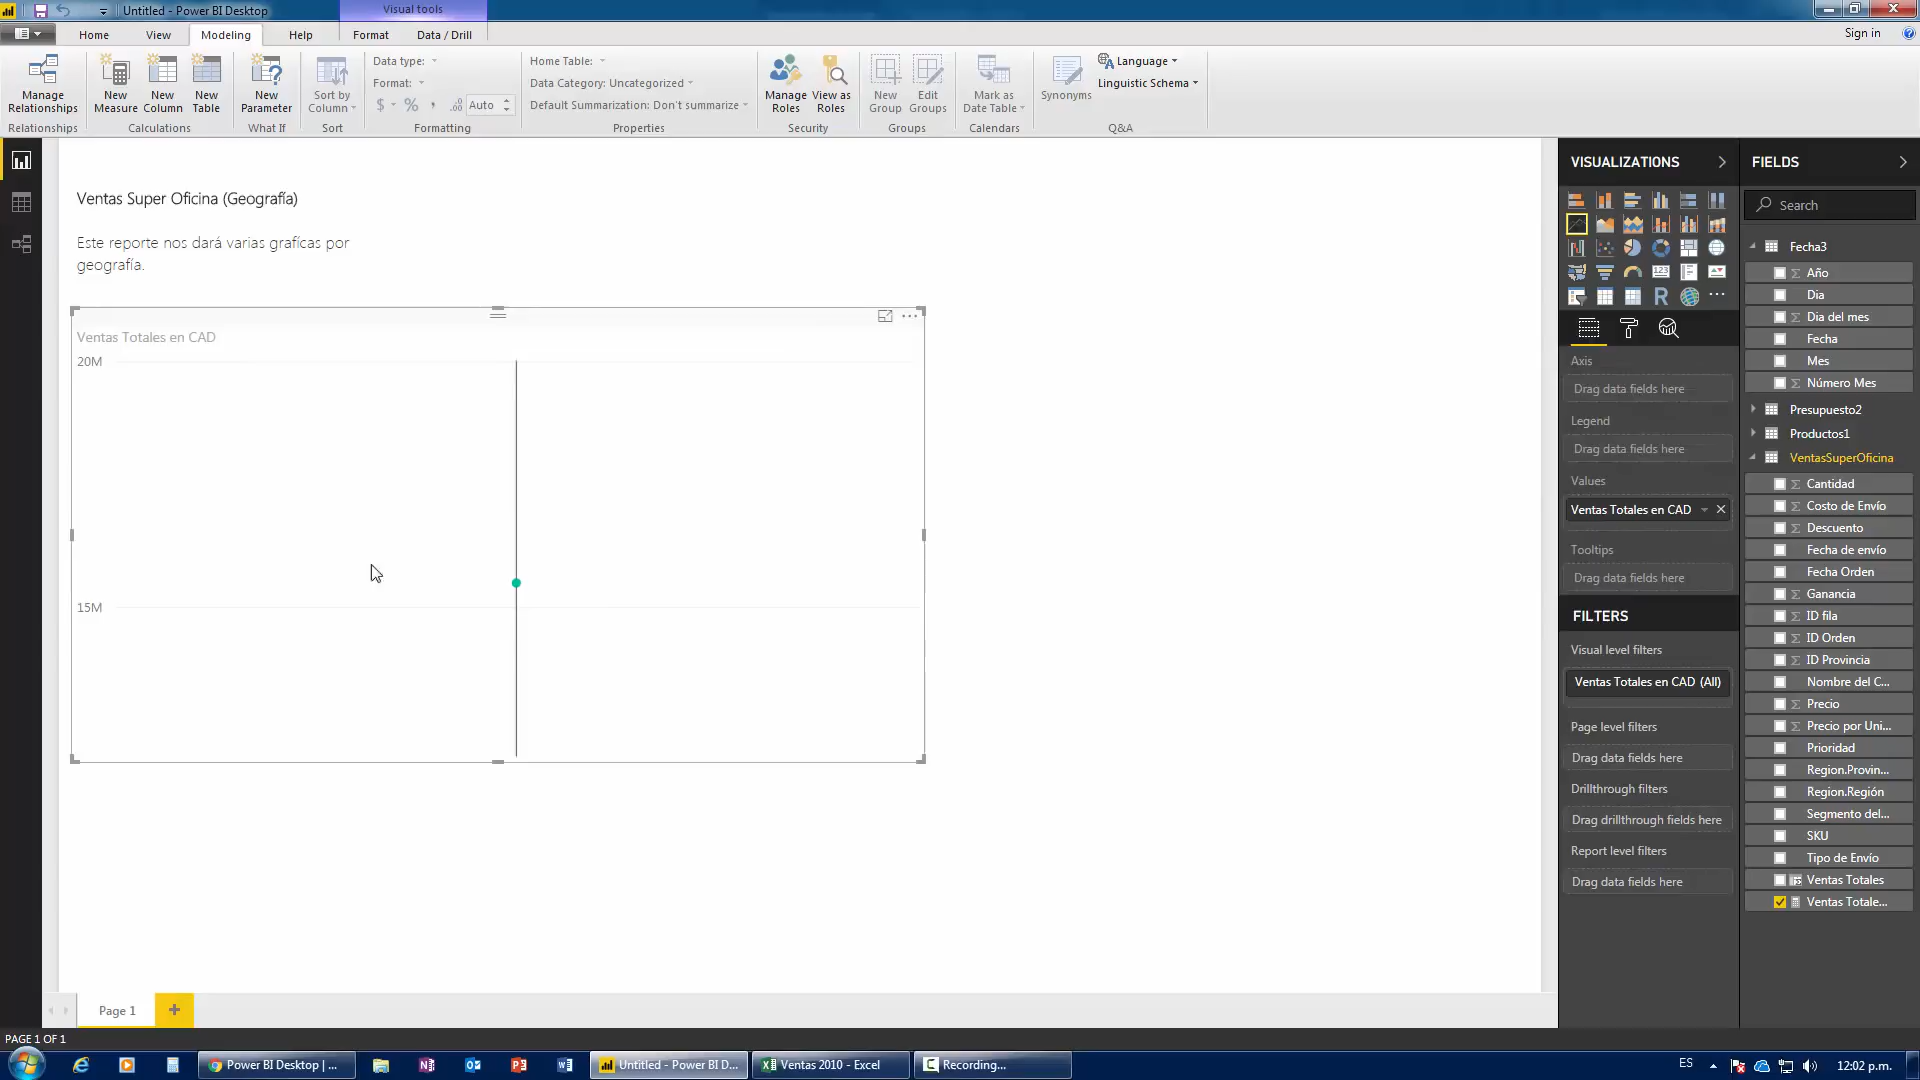 Untitled - Power BI Desktop
Visual tools
Home
View
Modeling
Help
Format
Data / Drill
Sign in
Manage Relationships
New Measure
New Column
New Table
New Parameter
Sort by Column
Data type:
Format:
$ % , Auto
Home Table:
Data Category: Uncategorized
Default Summarization: Don't summarize
Manage Roles
View as Roles
New Group
Edit Groups
Mark as Date Table
Synonyms
Language
Linguistic Schema
Relationships
Calculations
What If
Sort
Formatting
Properties
Security
Groups
Calendars
Q&A
Ventas Super Oficina (Geografía)
Este reporte nos dará varias grafícas por
geografía.
Ventas Totales en CAD
20M
15M
VISUALIZATIONS
Axis
Drag data fields here
Legend
Drag data fields here
Values
Ventas Totales en CAD
Tooltips
Drag data fields here
FILTERS
Visual level filters
Ventas Totales en CAD (All)
Page level filters
Drag data fields here
Drillthrough filters
Drag drillthrough fields here
Report level filters
Drag data fields here
FIELDS
Search
Fecha3
Año
Dia
Dia del mes
Fecha
Mes
Número Mes
Presupuesto2
Productos1
VentasSuperOficina
Cantidad
Costo de Envío
Descuento
Fecha de envío
Fecha Orden
Ganancia
ID fila
ID Orden
ID Provincia
Nombre del C...
Precio
Precio por Uni...
Prioridad
Region.Provin...
Region.Región
Segmento del...
SKU
Tipo de Envío
Ventas Totales
Ventas Totale...
Page 1
PAGE 1 OF 1
Power BI Desktop | ...
Untitled - Power BI D...
Ventas 2010 - Excel
Recording...
ES
12:02 p.m.